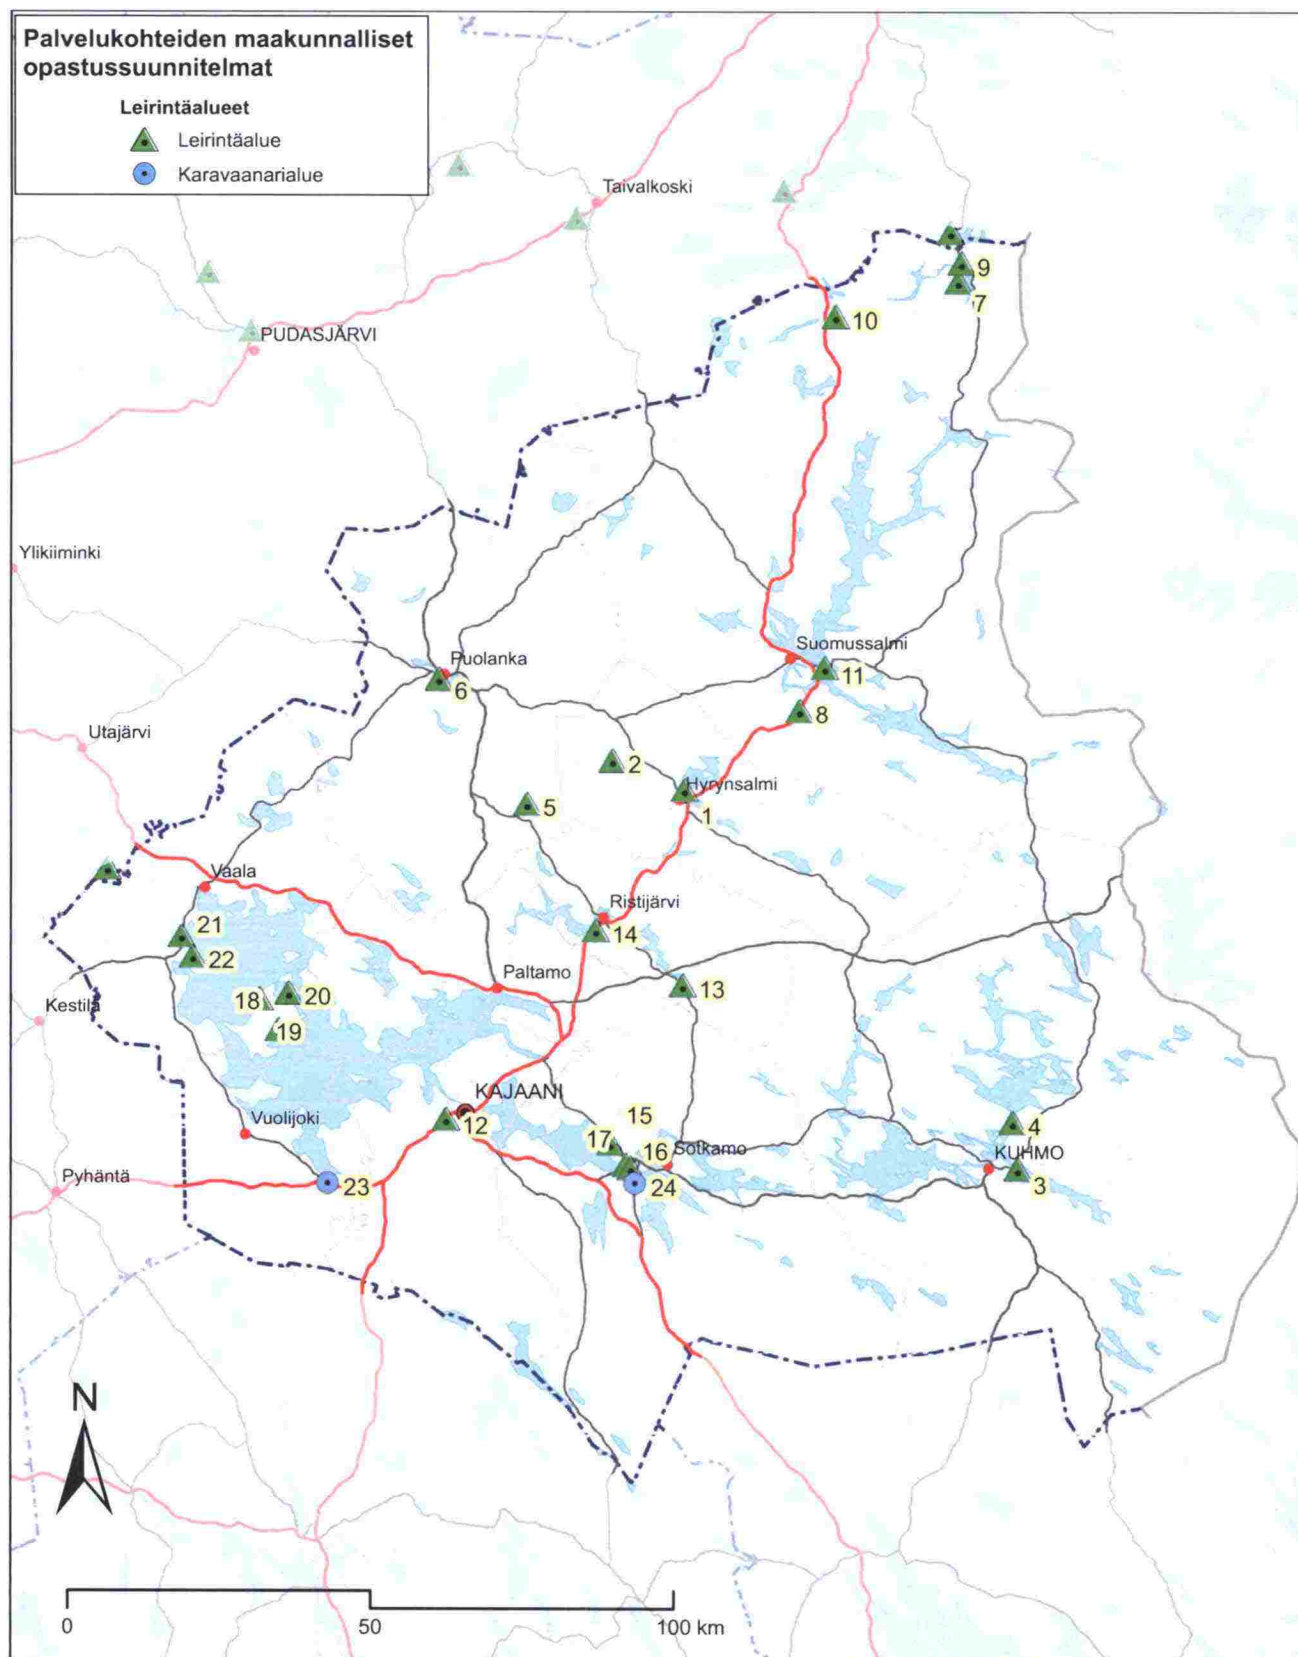 Palvelukohteiden maakunnalliset
opastussuunnitelmat
Leirintäalueet
Leirintäalue
Karavaanarialue
Taivalkoski
9
7
10
PUDASJÄRVI
Ylikiiminki
Suomussalmi
Puolanka
11
6
8
Utajärvi
2
Hyrynsalmi
5
1
Vaala
Ristijärvi
21
14
22
Paltamo
13
18
20
Kestilä
19
KAJAANI
15
12
4
Vuolijoki
17
16
Sotkamo
KUHMO
Pyhäntä
23
24
3
N
0
50
100 km